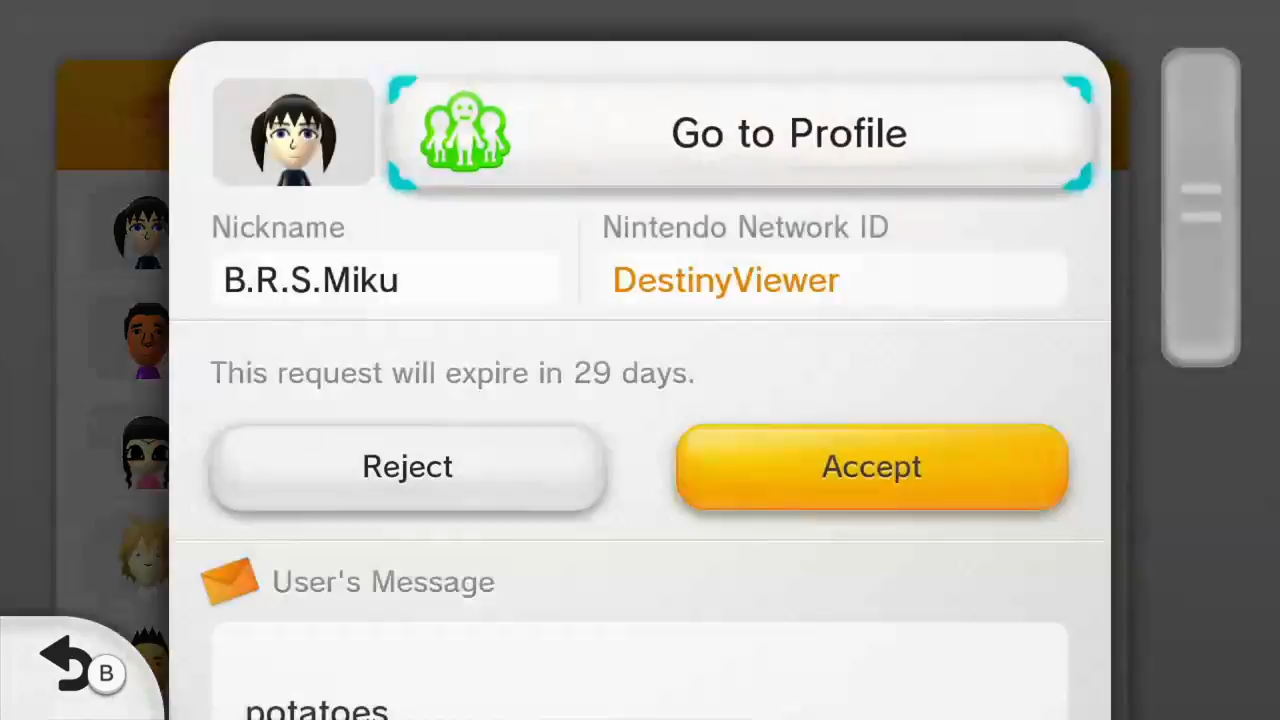 Go to Profile
Nickname
Nintendo Network ID
B.R.S.Miku
DestinyViewer
This request will expire in 29 days.
Reject
Accept
User's Message
potatoes
B